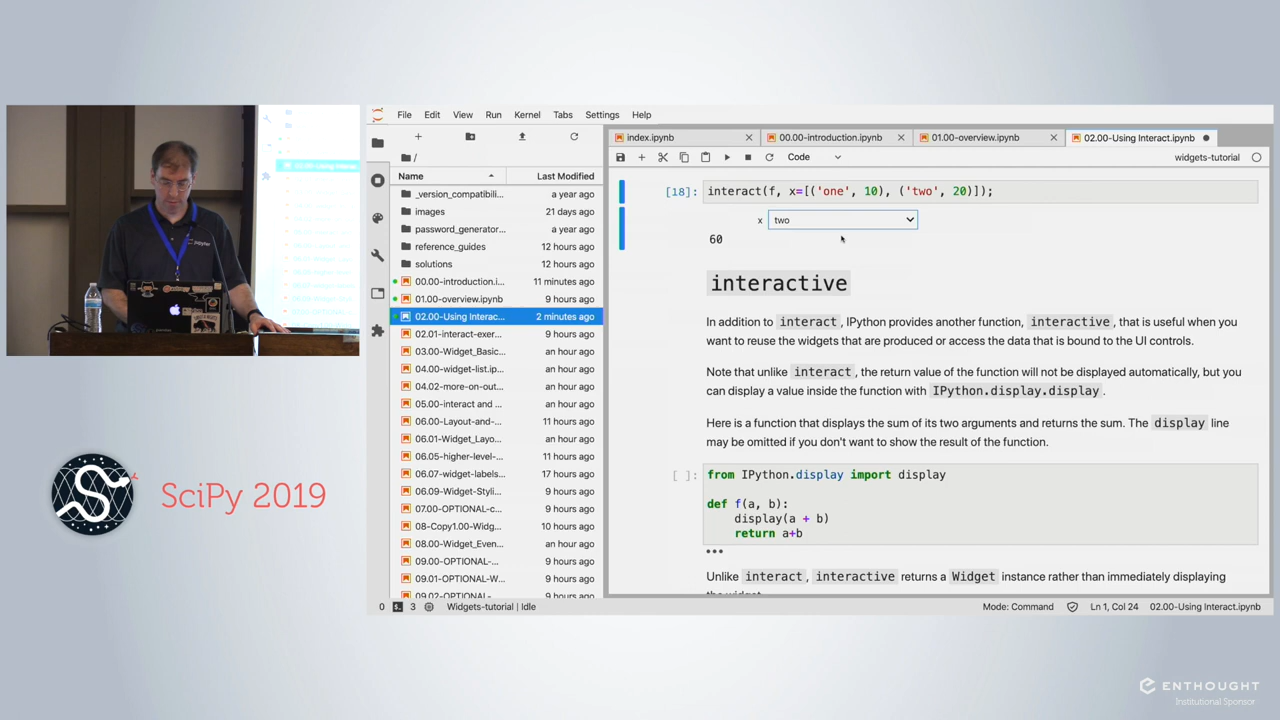 File Edit View Run Kernel Tabs Settings Help
index.ipynb
00.00-introduction.ipynb
01.00-overview.ipynb
02.00-Using Interact.ipynb
Code
widgets-tutorial
/
Name Last Modified
_version_compatibili... a year ago
images 21 days ago
password_generator... a year ago
reference_guides 12 hours ago
solutions 12 hours ago
00.00-introduction.i... 11 minutes ago
01.00-overview.ipynb 9 hours ago
02.00-Using Interac... 2 minutes ago
02.01-interact-exer... 9 hours ago
03.00-Widget_Basic... an hour ago
04.00-widget-list.ip... an hour ago
04.02-more-on-out... an hour ago
05.00-interact and ... an hour ago
06.00-Layout-and-... 11 hours ago
06.01-Widget_Layo... an hour ago
06.05-higher-level-... 11 hours ago
06.07-widget-labels... 17 hours ago
06.09-Widget-Styli... 9 hours ago
07.00-OPTIONAL-c... 9 hours ago
08-Copy1.00-Widg... 10 hours ago
08.00-Widget_Even... an hour ago
09.00-OPTIONAL-... 9 hours ago
09.01-OPTIONAL-W... 9 hours ago
09.02-OPTIONAL-... 9 hours ago
[18]: interact(f, x=[('one', 10), ('two', 20)]);
x two
60
interactive
In addition to interact, IPython provides another function, interactive, that is useful when you
want to reuse the widgets that are produced or access the data that is bound to the UI controls.
Note that unlike interact, the return value of the function will not be displayed automatically, but you
can display a value inside the function with IPython.display.display.
Here is a function that displays the sum of its two arguments and returns the sum. The display line
may be omitted if you don't want to show the result of the function.
[ ]: from IPython.display import display
def f(a, b):
display(a + b)
return a+b
•••
Unlike interact, interactive returns a Widget instance rather than immediately displaying
0 3 Widgets-tutorial | Idle
Mode: Command Ln 1, Col 24 02.00-Using Interact.ipynb
SciPy 2019
ENTHOUGHT
Institutional Sponsor